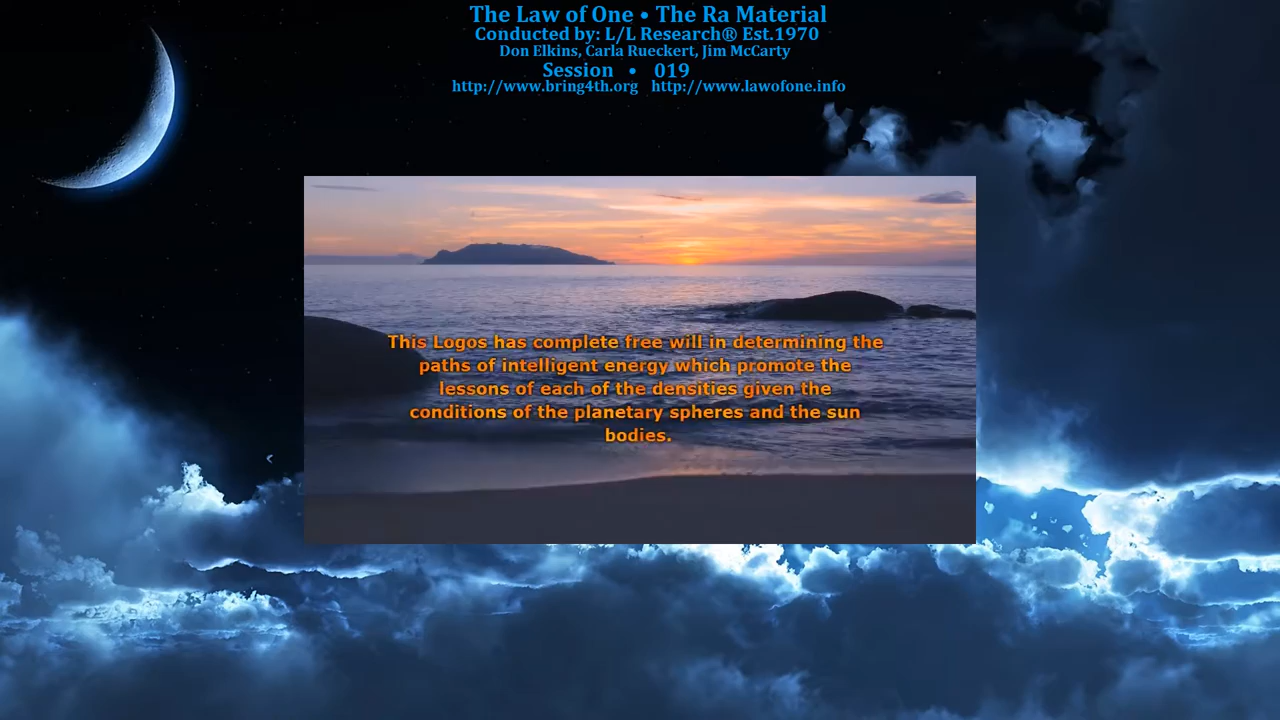 The Law of One • The Ra Material
Conducted by: L/L Research® Est.1970
Don Elkins, Carla Rueckert, Jim McCarty
Session • 019
http://www.bring4th.org http://www.lawofone.info
This Logos has complete free will in determining the
paths of intelligent energy which promote the
lessons of each of the densities given the
conditions of the planetary spheres and the sun
bodies.